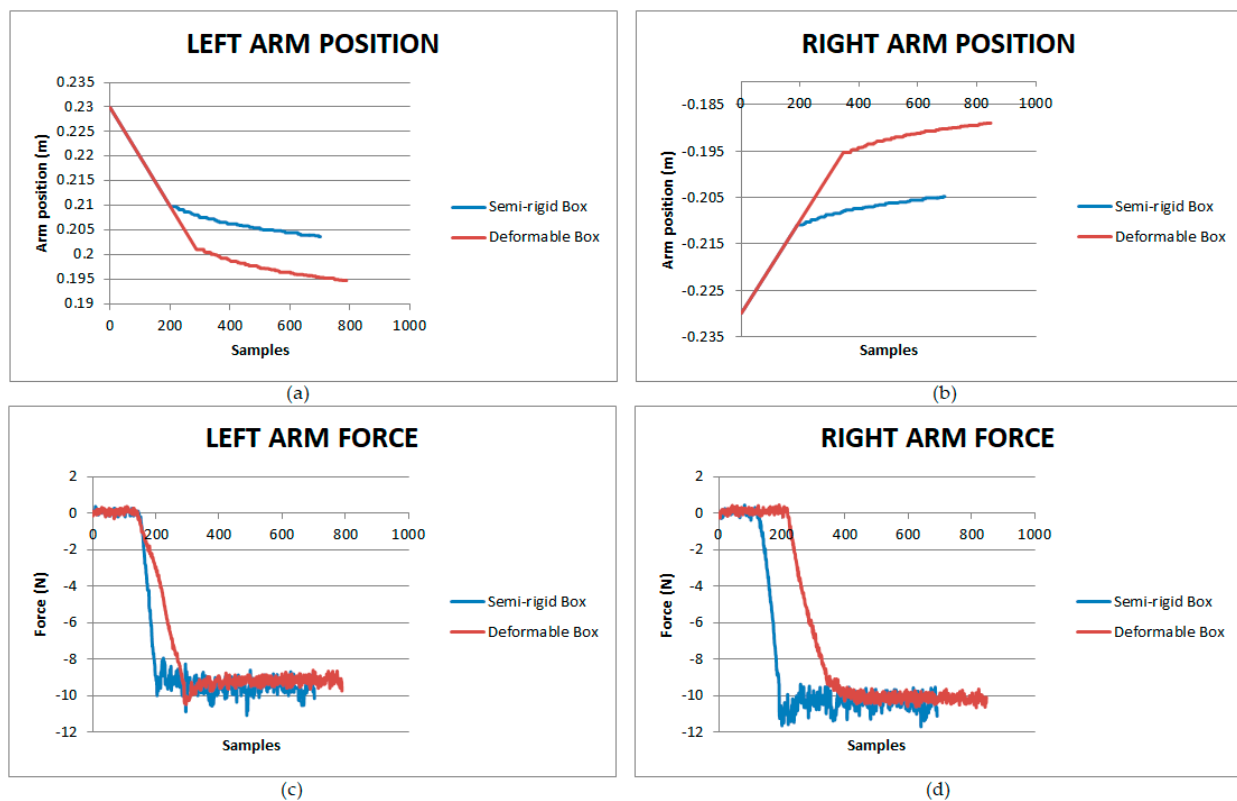 LEFT ARM POSITION
0.235
0.23
0.225
0.22
0.215
0.21
0.205
0.2
0.195
0.19
Arm position (m)
0 200 400 600 800 1000
Samples
Semi-rigid Box
Deformable Box
(a)
RIGHT ARM POSITION
0 200 400 600 800 1000
-0.185
-0.195
-0.205
-0.215
-0.225
-0.235
Arm position (m)
Samples
Semi-rigid Box
Deformable Box
(b)
LEFT ARM FORCE
2
0
-2
-4
-6
-8
-10
-12
Force (N)
0 200 400 600 800 1000
Samples
Semi-rigid Box
Deformable Box
(c)
RIGHT ARM FORCE
2
0
-2
-4
-6
-8
-10
-12
Force (N)
0 200 400 600 800 1000
Samples
Semi-rigid Box
Deformable Box
(d)